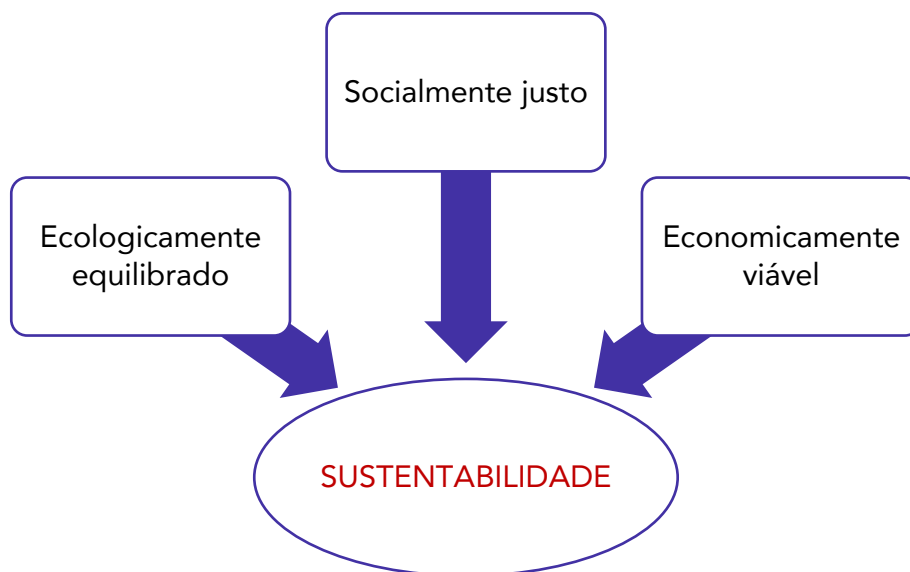 Socialmente justo
Ecologicamente
equilibrado
Economicamente
viável
SUSTENTABILIDADE